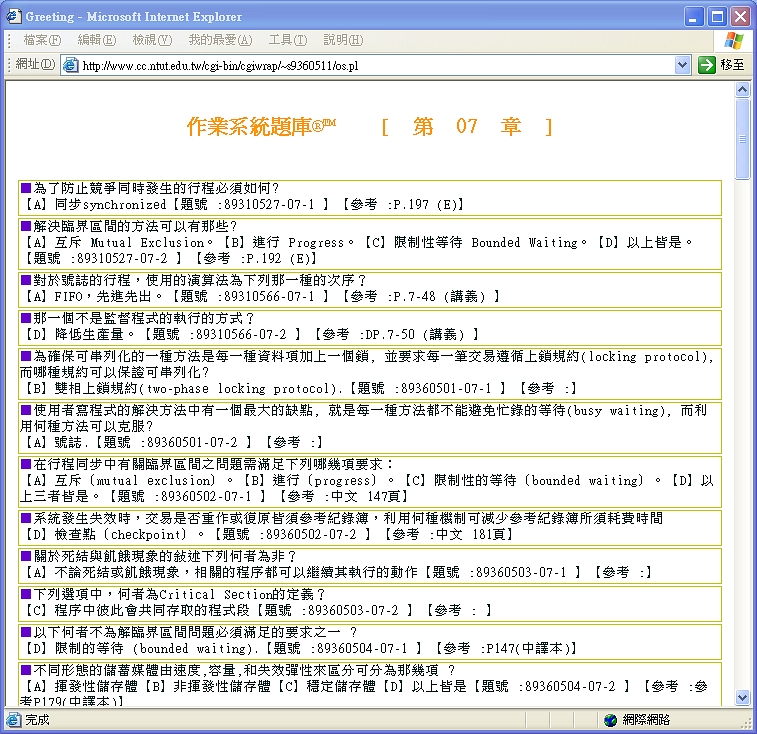 Greeting - Microsoft Internet Explorer
檔案(F) 編輯(E) 檢視(V) 我的最愛(A) 工具(T) 說明(H)
網址(D) http://www.cc.ntut.edu.tw/cgi-bin/cgiwrap/~s9360511/os.pl 移至
作業系統題庫®™ [ 第 07 章 ]
■為了防止競爭同時發生的行程必須如何?
【A】同步synchronized【題號 :89310527-07-1 】【參考 :P.197 (E)】
■解決臨界區間的方法可以有那些?
【A】互斥 Mutual Exclusion。【B】進行 Progress。【C】限制性等待 Bounded Waiting。【D】以上皆是。
【題號 :89310527-07-2 】【參考 :P.192 (E)】
■對於號誌的行程，使用的演算法為下列那一種的次序？
【A】FIFO，先進先出。【題號 :89310566-07-1 】【參考 :P.7-48 (講義) 】
■那一個不是監督程式的執行的方式？
【D】降低生產量。【題號 :89310566-07-2 】【參考 :DP.7-50 (講義) 】
■為確保可串列化的一種方法是每一種資料項加上一個鎖, 並要求每一筆交易遵循上鎖規約(locking protocol),
而哪種規約可以保證可串列化?
【B】雙相上鎖規約(two-phase locking protocol).【題號 :89360501-07-1 】【參考 :】
■使用者寫程式的解決方法中有一個最大的缺點, 就是每一種方法都不能避免忙錄的等待(busy waiting), 而利
用何種方法可以克服?
【A】號誌.【題號 :89360501-07-2 】【參考 :】
■在行程同步中有關臨界區間之問題需滿足下列哪幾項要求：
【A】互斥〔mutual exclusion〕。【B】進行〔progress〕。【C】限制性的等待〔bounded waiting〕。【D】以
上三者皆是。【題號 :89360502-07-1 】【參考 :中文 147頁】
■系統發生失效時，交易是否重作或復原皆須參考紀錄簿，利用何種機制可減少參考紀錄簿所須耗費時間
【D】檢查點〔checkpoint〕。【題號 :89360502-07-2 】【參考 :中文 181頁】
■關於死結與飢餓現象的敘述下列何者為非？
【A】不論死結或飢餓現象，相關的程序都可以繼續其執行的動作【題號 :89360503-07-1 】【參考 :】
■下列選項中，何者為Critical Section的定義？
【C】程序中彼此會共同存取的程式段【題號 :89360503-07-2 】【參考 : 】
■以下何者不為解臨界區間問題必須滿足的要求之一 ?
【D】限制的等待 (bounded waiting).【題號 :89360504-07-1 】【參考 :P147(中譯本)】
■不同形態的儲蓄媒體由速度,容量,和失效彈性來區分可分為那幾項 ?
【A】揮發性儲存體【B】非揮發性儲存體【C】穩定儲存體【D】以上皆是【題號 :89360504-07-2 】【參考 :參
考P179(中譯本)】
完成 網際網路